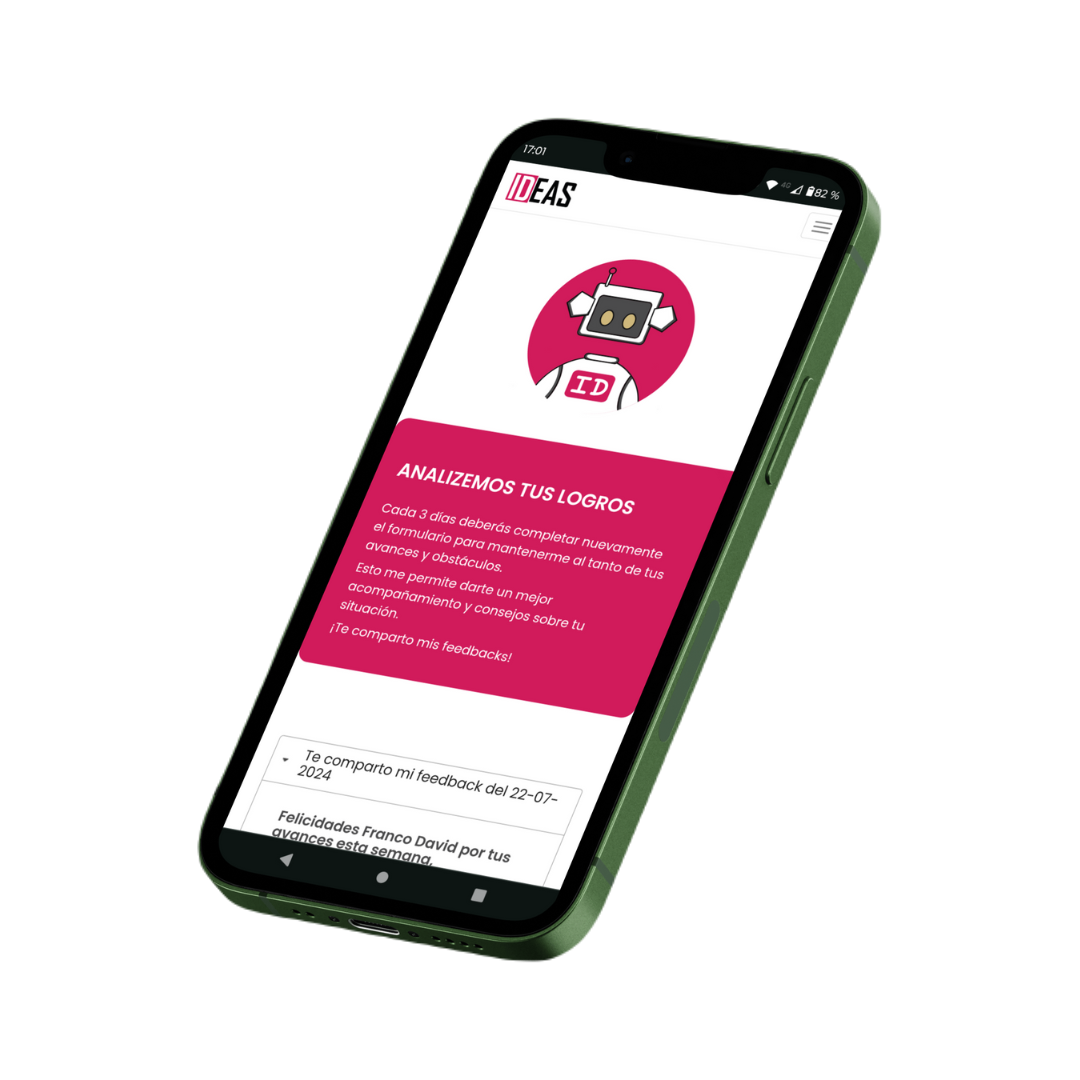 17:01
4G 82 %
IDEAS
ID
ANALIZEMOS TUS LOGROS
Cada 3 días deberás completar nuevamente
el formulario para mantenerme al tanto de tus
avances y obstáculos.
Esto me permite darte un mejor
acompañamiento y consejos sobre tu
situación.
¡Te comparto mis feedbacks!
Te comparto mi feedback del 22-07-
2024
Felicidades Franco David por tus
avances esta semana.